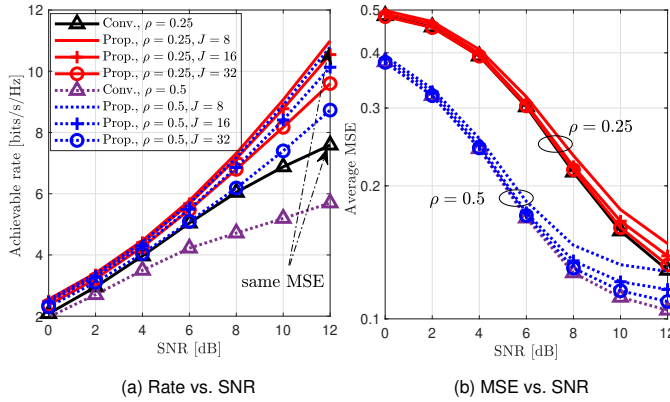 Conv., ρ = 0.25
Prop., ρ = 0.25, J = 8
Prop., ρ = 0.25, J = 16
Prop., ρ = 0.25, J = 32
Conv., ρ = 0.5
Prop., ρ = 0.5, J = 8
Prop., ρ = 0.5, J = 16
Prop., ρ = 0.5, J = 32
same MSE
Achievable rate [bits/s/Hz]
12
10
8
6
4
2
0 2 4 6 8 10 12
SNR [dB]
(a) Rate vs. SNR
Average MSE
0.5
0.3
0.2
0.1
ρ = 0.25
ρ = 0.5
0 2 4 6 8 10 12
SNR [dB]
(b) MSE vs. SNR